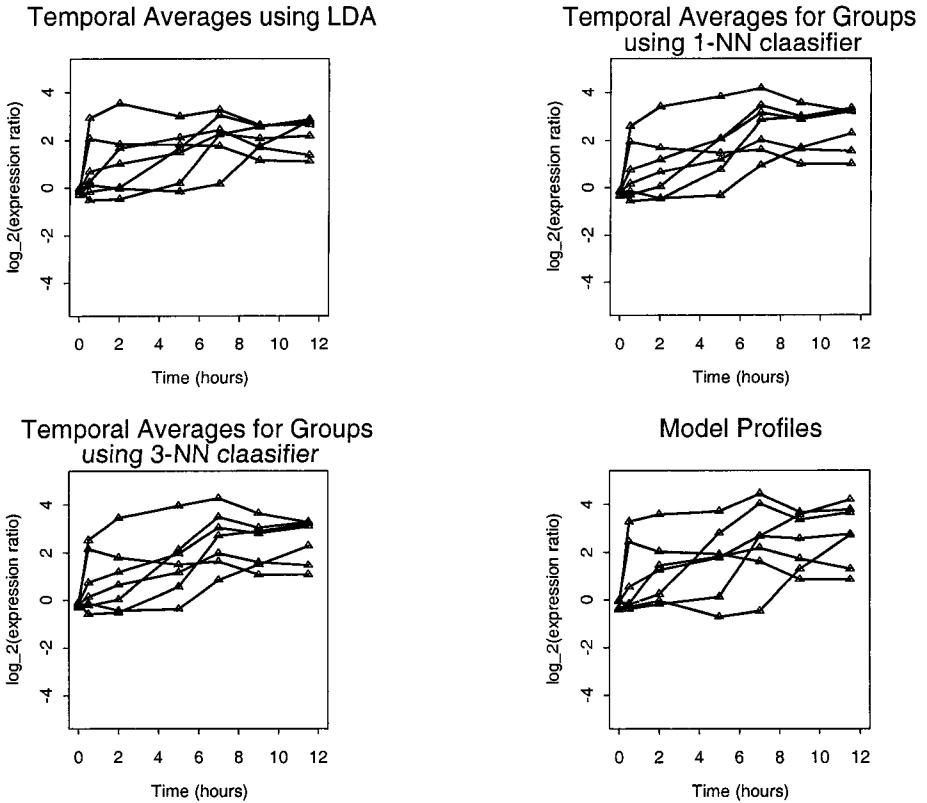 Temporal Averages using LDA
log_2(expression ratio)
4
2
0
-2
-4
0 2 4 6 8 10 12
Time (hours)
Temporal Averages for Groups
using 1-NN claasifier
log_2(expression ratio)
4
2
0
-2
-4
0 2 4 6 8 10 12
Time (hours)
Temporal Averages for Groups
using 3-NN claasifier
log_2(expression ratio)
4
2
0
-2
-4
0 2 4 6 8 10 12
Time (hours)
Model Profiles
log_2(expression ratio)
4
2
0
-2
-4
0 2 4 6 8 10 12
Time (hours)